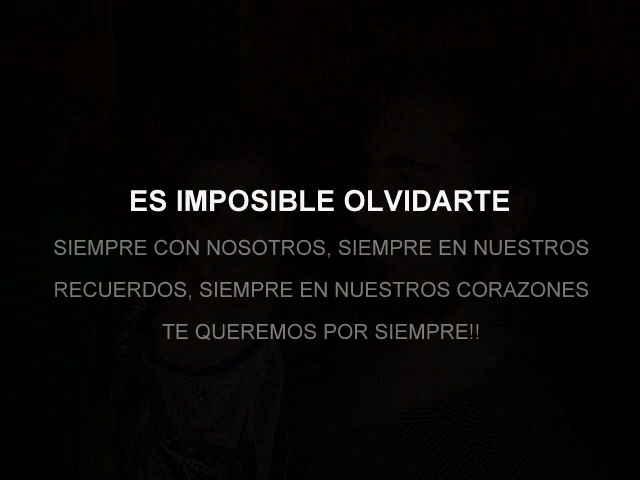 ES IMPOSIBLE OLVIDARTE
SIEMPRE CON NOSOTROS, SIEMPRE EN NUESTROS
RECUERDOS, SIEMPRE EN NUESTROS CORAZONES
TE QUEREMOS POR SIEMPRE!!